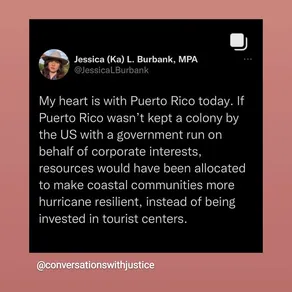 Jessica (Ka) L. Burbank, MPA
@JessicaLBurbank
My heart is with Puerto Rico today. If
Puerto Rico wasn't kept a colony by
the US with a government run on
behalf of corporate interests,
resources would have been allocated
to make coastal communities more
hurricane resilient, instead of being
invested in tourist centers.
@conversationswithjustice